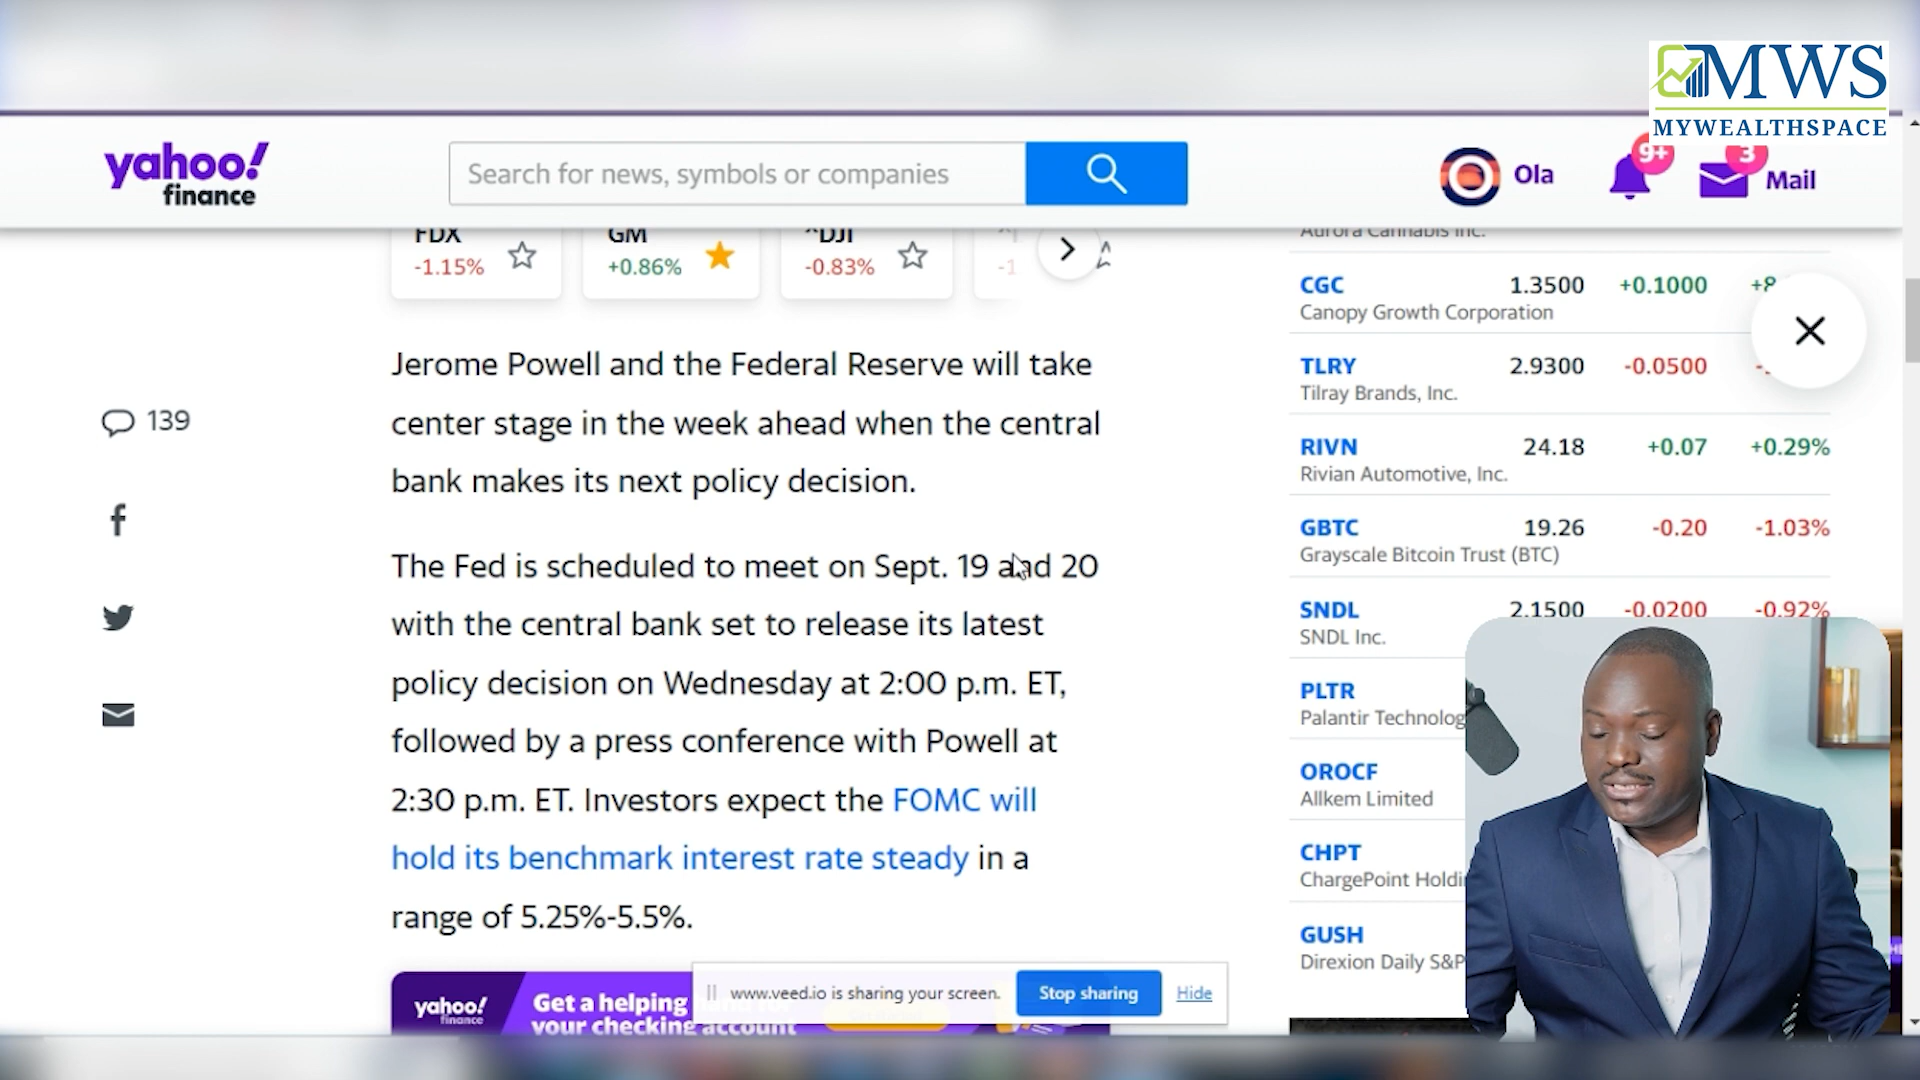 MWS
MYWEALTHSPACE
yahoo!
finance
Search for news, symbols or companies
Ola
9+
3
Mail
FDX
-1.15%
GM
+0.86%
^DJI
-0.83%
Jerome Powell and the Federal Reserve will take
center stage in the week ahead when the central
bank makes its next policy decision.
139
The Fed is scheduled to meet on Sept. 19 and 20
with the central bank set to release its latest
policy decision on Wednesday at 2:00 p.m. ET,
followed by a press conference with Powell at
2:30 p.m. ET. Investors expect the FOMC will
hold its benchmark interest rate steady in a
range of 5.25%-5.5%.
yahoo!
finance
Get a helping
your checking account
www.veed.io is sharing your screen.
Stop sharing
Hide
Aurora Cannabis Inc.
CGC 1.3500 +0.1000 +8
Canopy Growth Corporation
TLRY 2.9300 -0.0500
Tilray Brands, Inc.
RIVN 24.18 +0.07 +0.29%
Rivian Automotive, Inc.
GBTC 19.26 -0.20 -1.03%
Grayscale Bitcoin Trust (BTC)
SNDL 2.1500 -0.0200 -0.92%
SNDL Inc.
PLTR
Palantir Technolog
OROCF
Allkem Limited
CHPT
ChargePoint Holdi
GUSH
Direxion Daily S&P